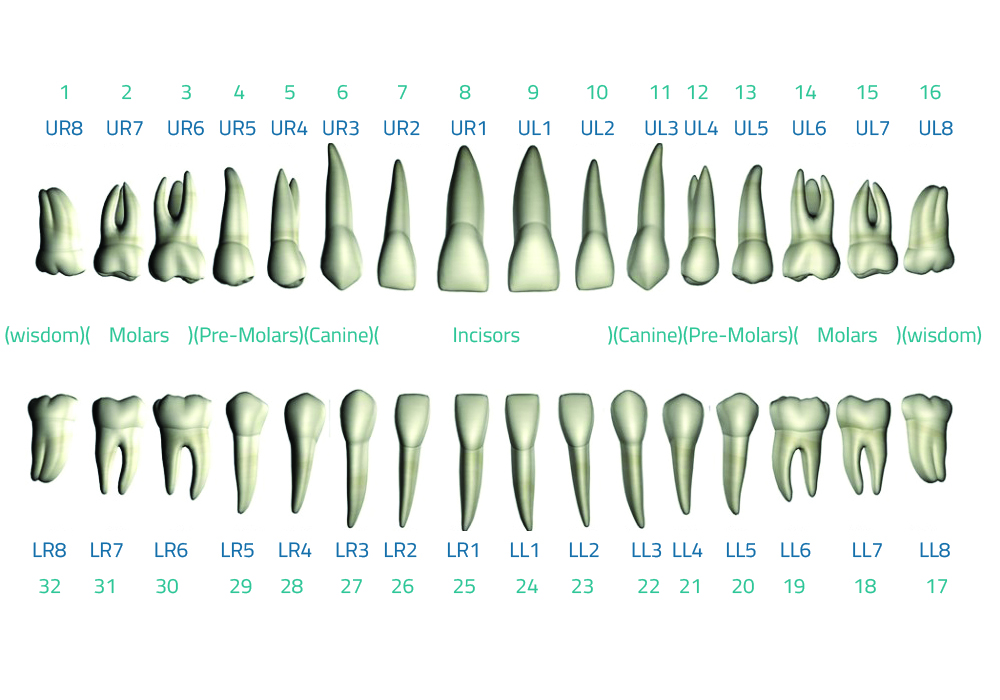 1 2 3 4 5 6 7 8 9 10 11 12 13 14 15 16
UR8 UR7 UR6 UR5 UR4 UR3 UR2 UR1 UL1 UL2 UL3 UL4 UL5 UL6 UL7 UL8
(wisdom)( Molars )(Pre-Molars)(Canine)( Incisors )(Canine)(Pre-Molars)( Molars )(wisdom)
LR8 LR7 LR6 LR5 LR4 LR3 LR2 LR1 LL1 LL2 LL3 LL4 LL5 LL6 LL7 LL8
32 31 30 29 28 27 26 25 24 23 22 21 20 19 18 17